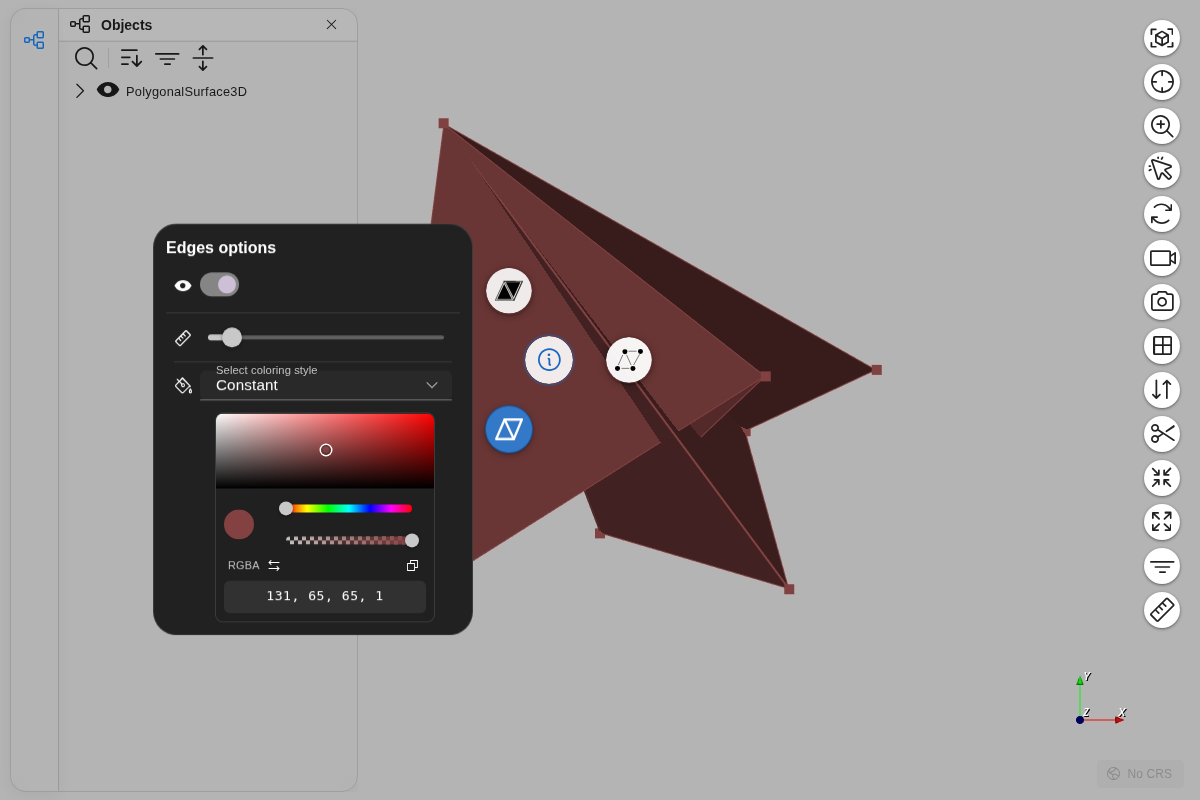 Objects
PolygonalSurface3D
Edges options
Select coloring style
Constant
RGBA
131, 65, 65, 1
Y
Z
X
No CRS